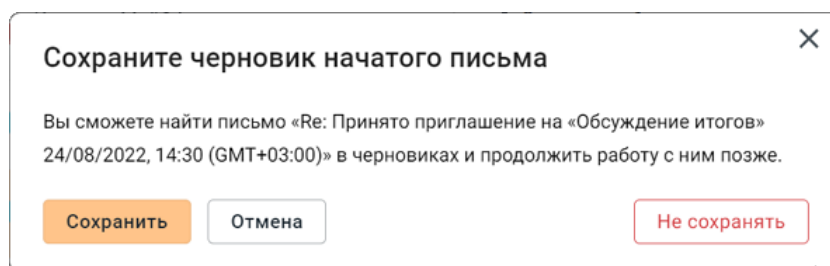 Сохраните черновик начатого письма
Вы сможете найти письмо «Re: Принято приглашение на «Обсуждение итогов»
24/08/2022, 14:30 (GMT+03:00)» в черновиках и продолжить работу с ним позже.
Сохранить Отмена Не сохранять